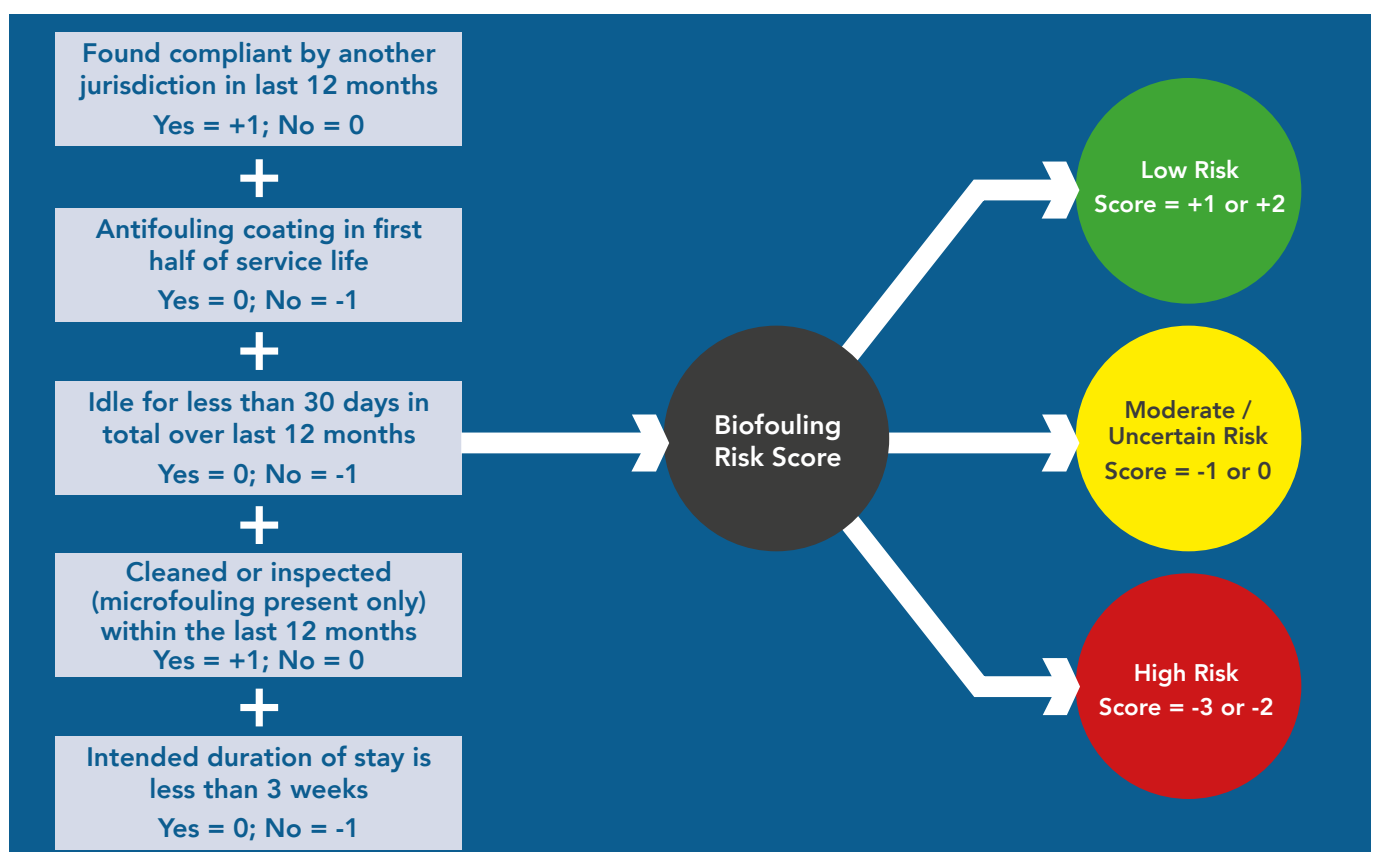 Found compliant by another
jurisdiction in last 12 months
Yes = +1; No = 0
+
Antifouling coating in first
half of service life
Yes = 0; No = -1
+
Idle for less than 30 days in
total over last 12 months
Yes = 0; No = -1
+
Cleaned or inspected
(microfouling present only)
within the last 12 months
Yes = +1; No = 0
+
Intended duration of stay is
less than 3 weeks
Yes = 0; No = -1
Biofouling
Risk Score
Low Risk
Score = +1 or +2
Moderate /
Uncertain Risk
Score = -1 or 0
High Risk
Score = -3 or -2